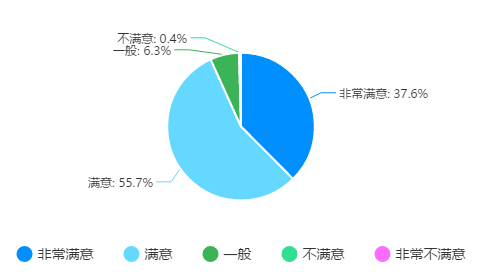 不满意: 0.4%
一般: 6.3%
非常满意: 37.6%
满意: 55.7%
非常满意 满意 一般 不满意 非常不满意